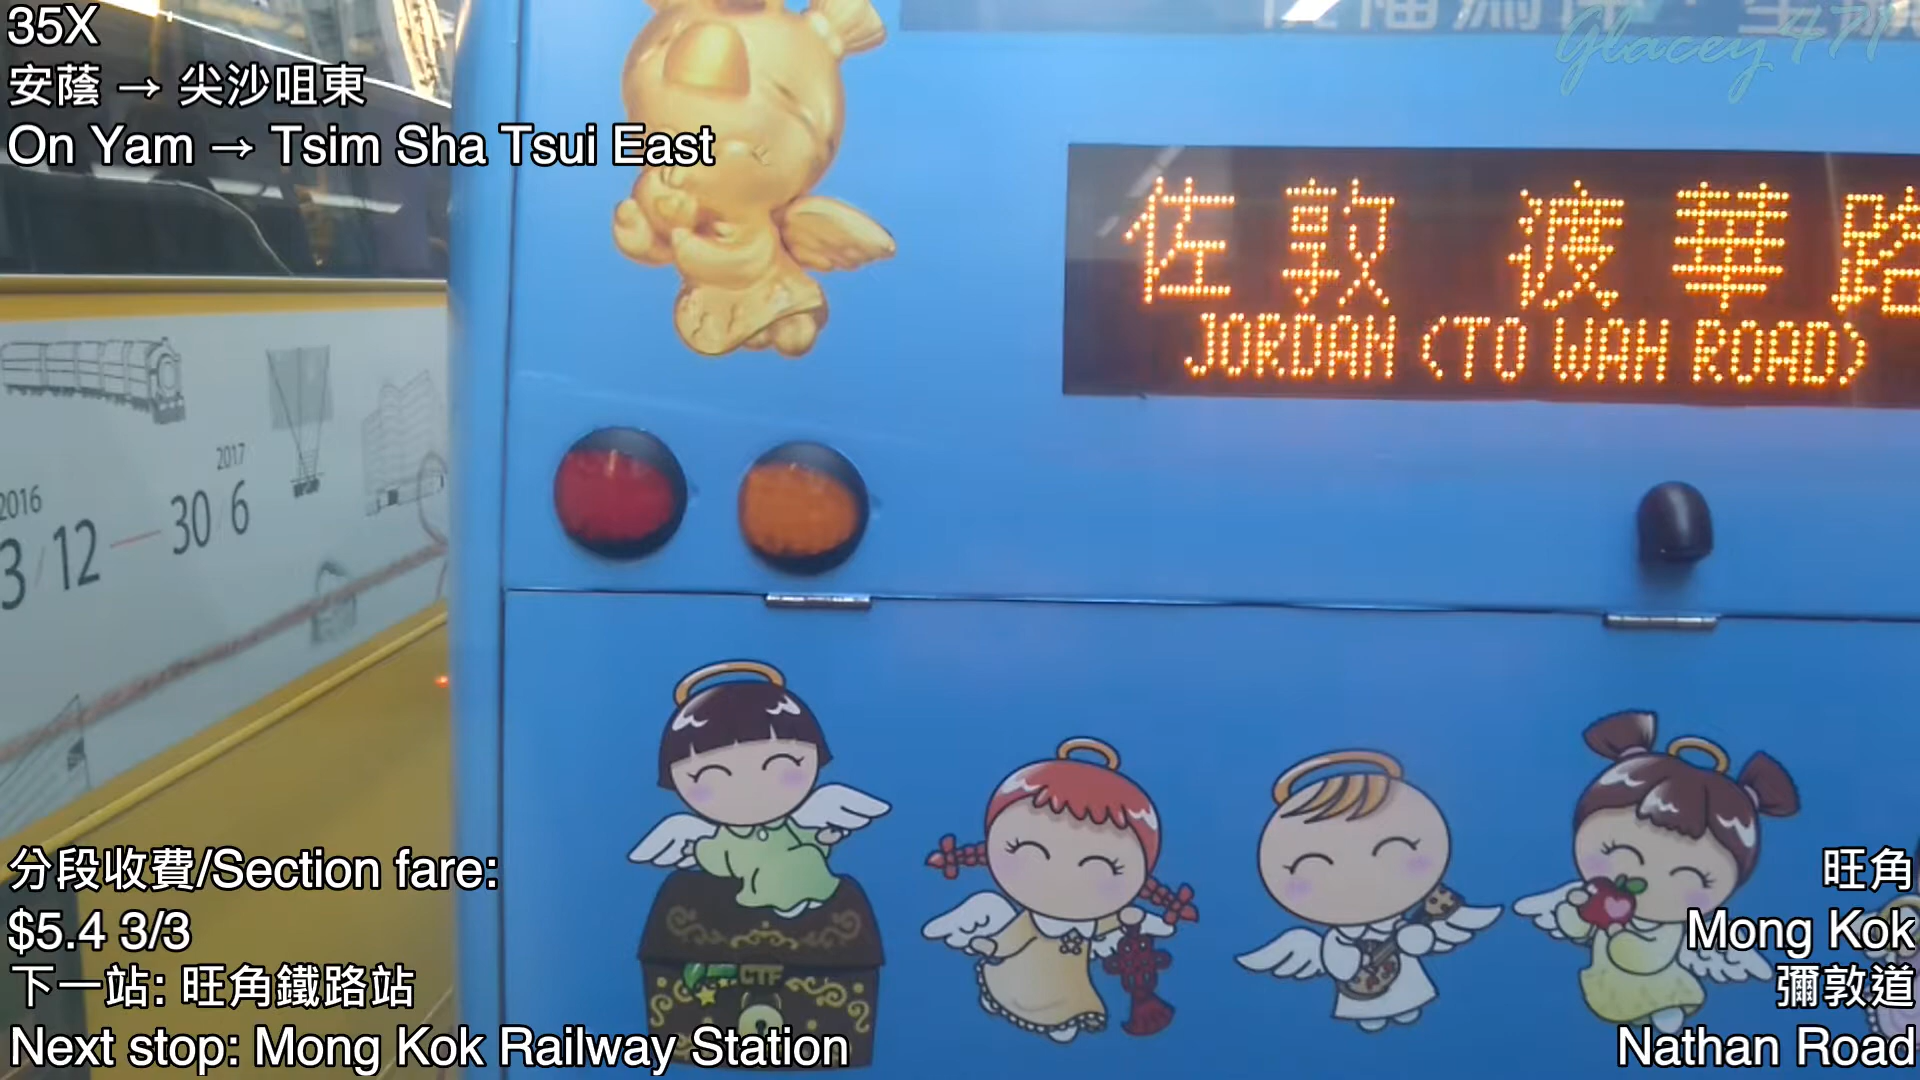 35X
安蔭 → 尖沙咀東
On Yam → Tsim Sha Tsui East
Glacey 471
佐敦 渡華路
JORDAN (TO WAH ROAD)
2016
2017
3/12 — 30/6
CTF
分段收費/Section fare:
$5.4 3/3
下一站: 旺角鐵路站
Next stop: Mong Kok Railway Station
旺角
Mong Kok
彌敦道
Nathan Road